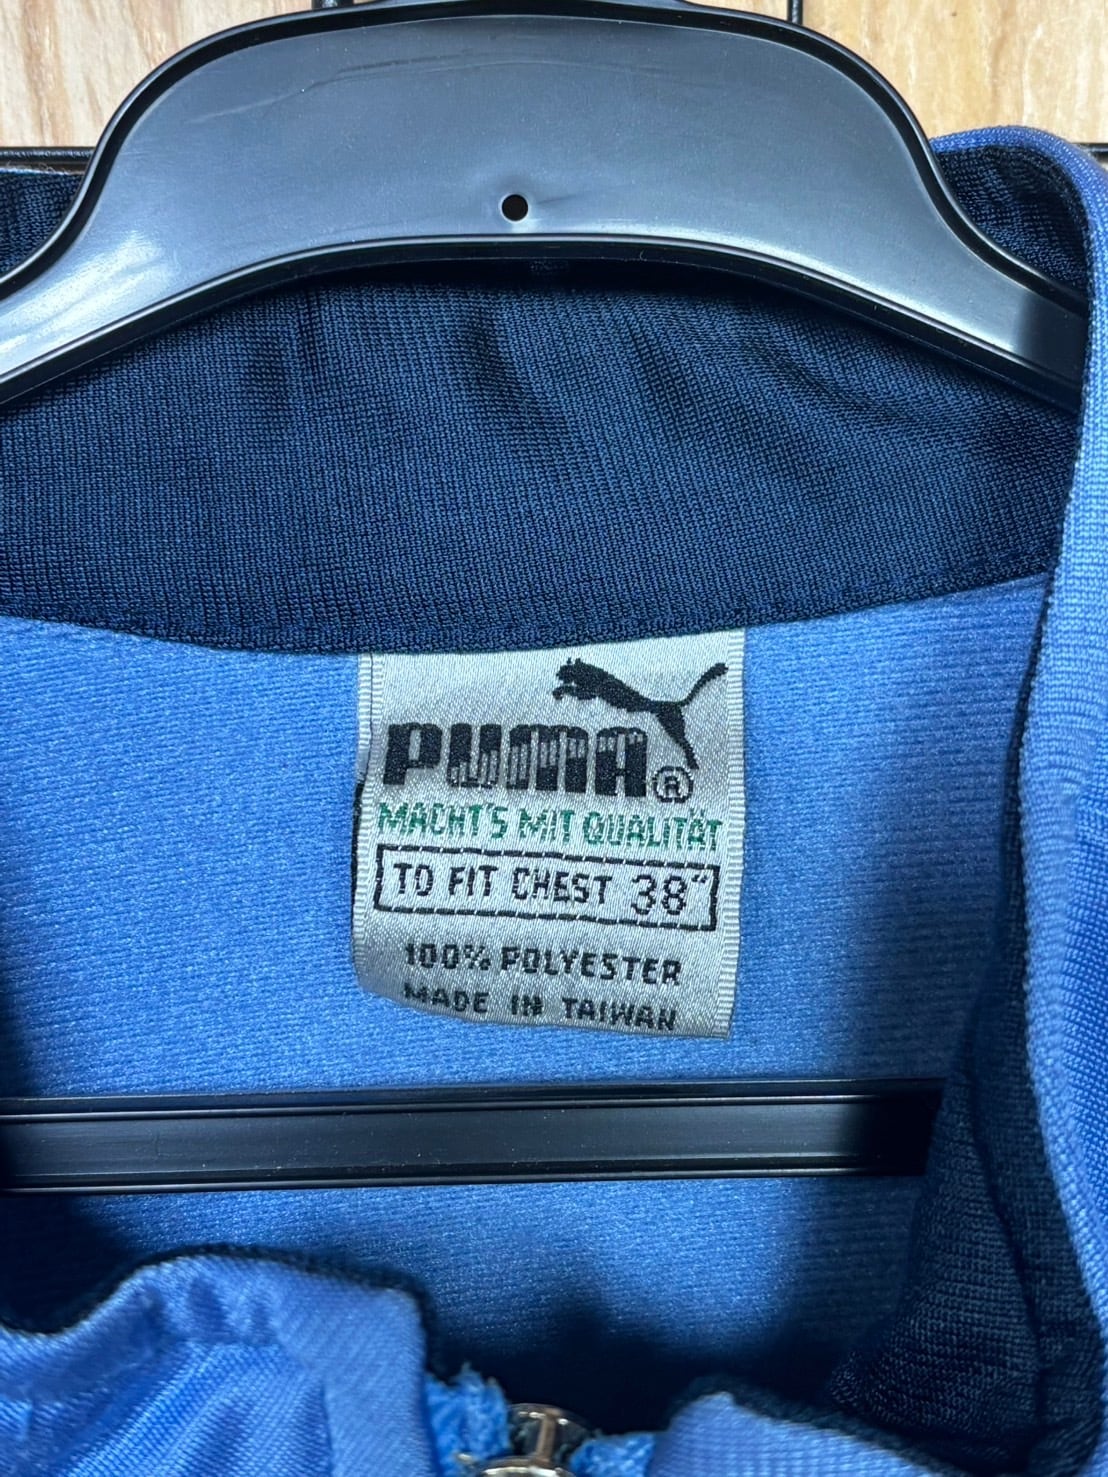 PUMA®
MACHT'S MIT QUALITÄT
TO FIT CHEST 38"
100% POLYESTER
MADE IN TAIWAN